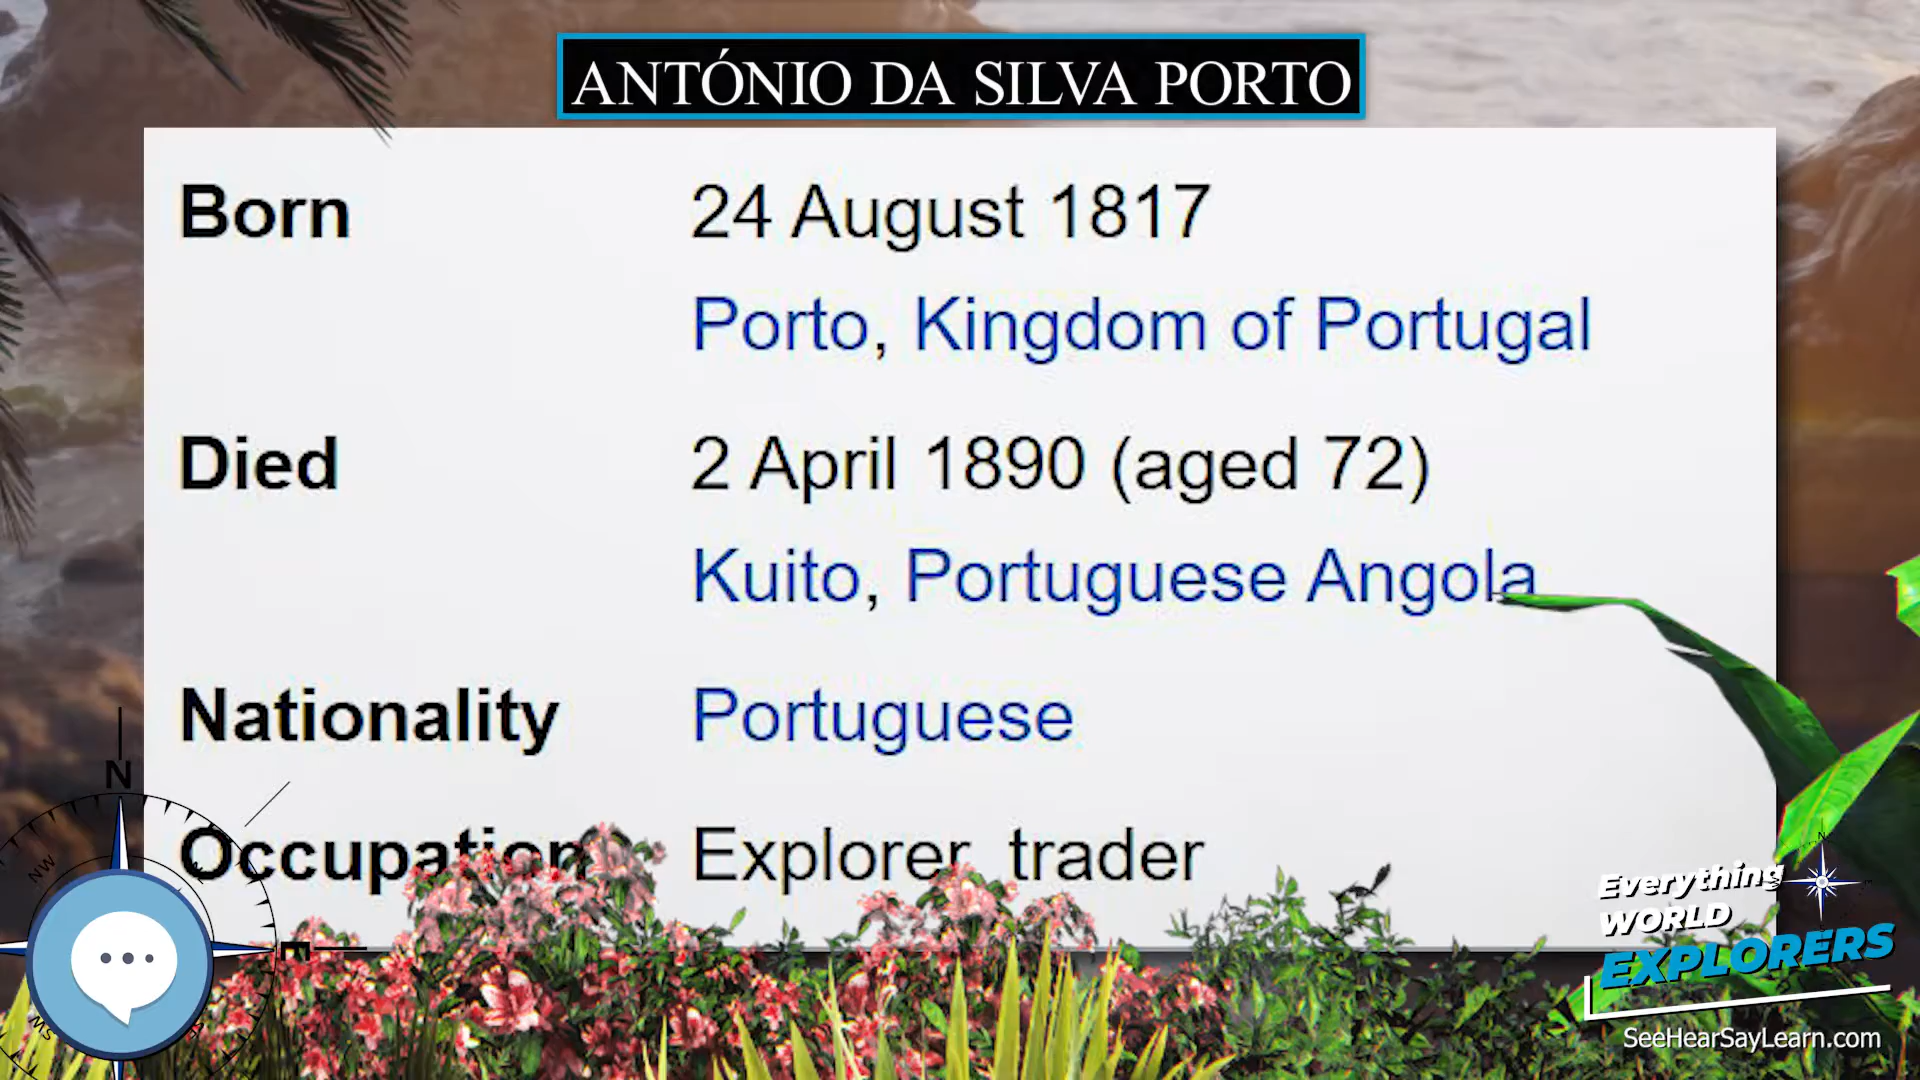 ANTÓNIO DA SILVA PORTO
Born 24 August 1817
Porto, Kingdom of Portugal
Died 2 April 1890 (aged 72)
Kuito, Portuguese Angola
Nationality Portuguese
N
Occupation Explorer, trader
NW
N
Everything
WORLD
EXPLORERS
SeeHearSayLearn.com